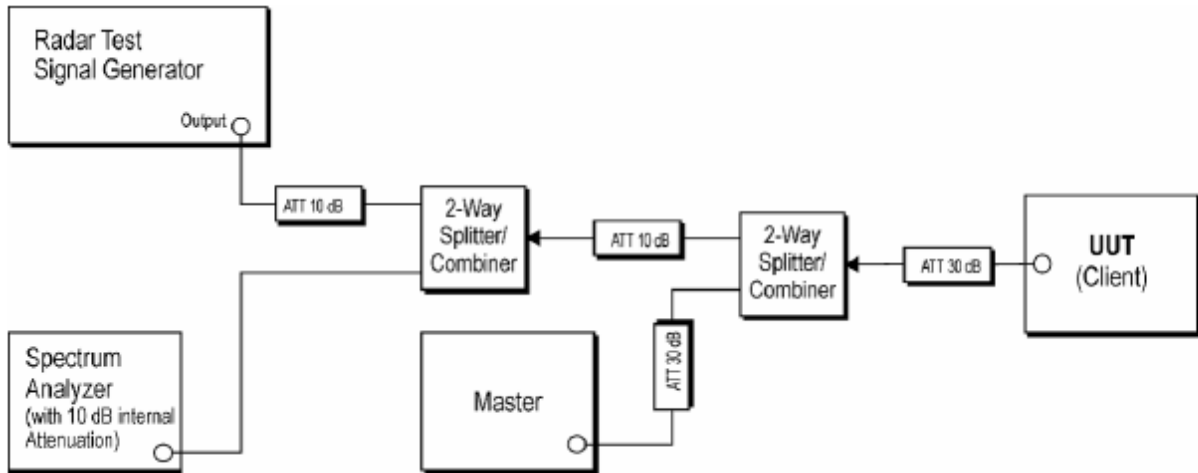 Radar Test
Signal Generator
Output
ATT 10 dB
2-Way
Splitter/
Combiner
ATT 10 dB
2-Way
Splitter/
Combiner
ATT 30 dB
UUT
(Client)
Spectrum
Analyzer
(with 10 dB internal
Attenuation)
Master
ATT 30 dB